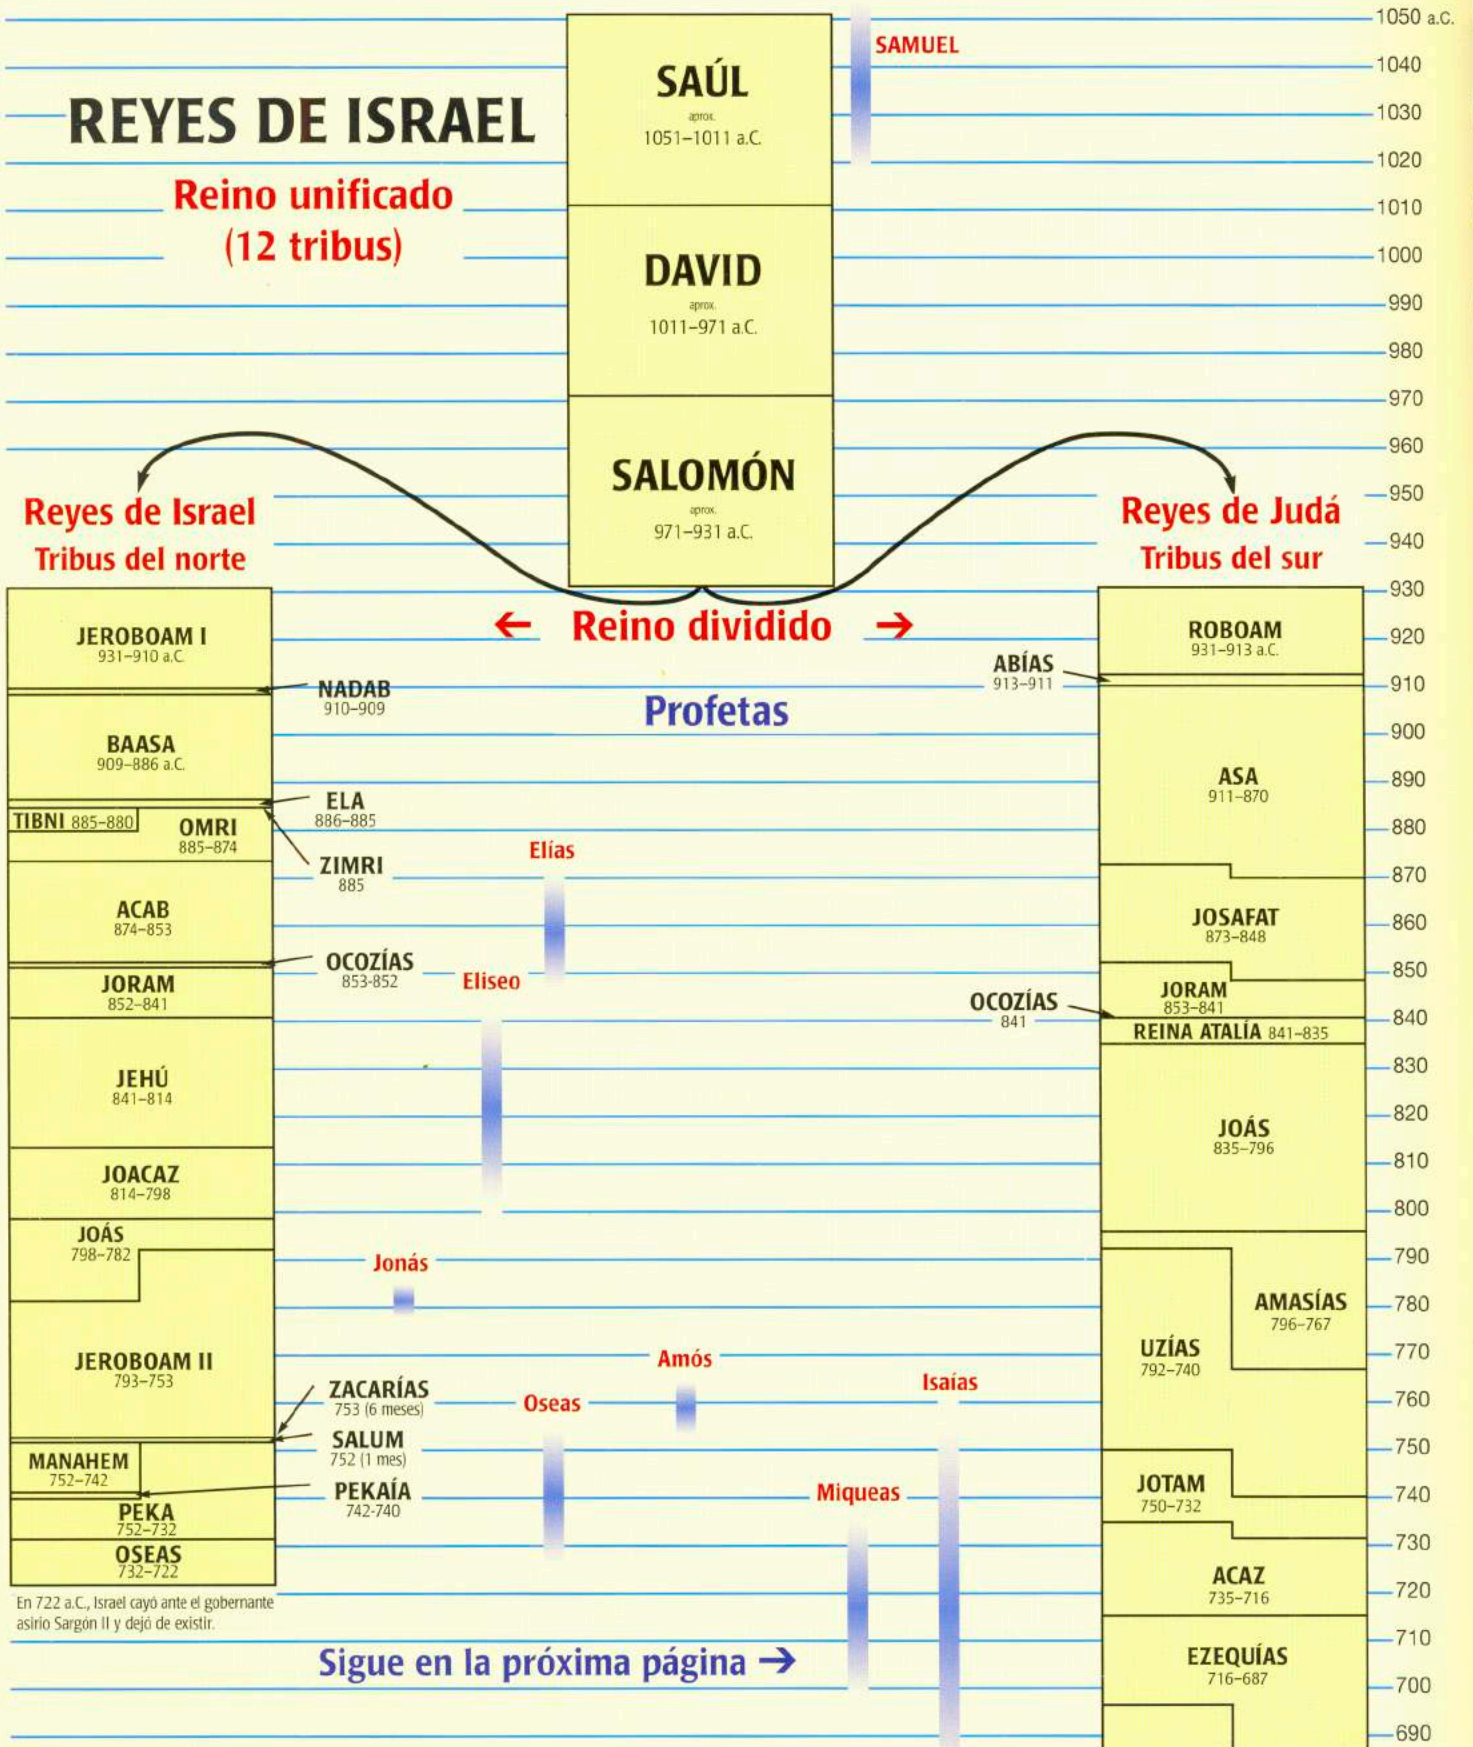 REYES DE ISRAEL
Reino unificado
(12 tribus)
SAÚL
aprox.
1051–1011 a.C.
SAMUEL
DAVID
aprox.
1011–971 a.C.
SALOMÓN
aprox.
971–931 a.C.
1050 a.C.
1040
1030
1020
1010
1000
990
980
970
960
950
940
930
920
910
900
890
880
870
860
850
840
830
820
810
800
790
780
770
760
750
740
730
720
710
700
690
Reyes de Israel
Tribus del norte
Reyes de Judá
Tribus del sur
← Reino dividido →
Profetas
JEROBOAM I
931–910 a.C.
NADAB
910–909
BAASA
909–886 a.C.
ELA
886–885
TIBNI 885–880
OMRI
885–874
ZIMRI
885
ACAB
874–853
OCOZÍAS
853-852
JORAM
852–841
JEHÚ
841–814
JOACAZ
814–798
JOÁS
798–782
JEROBOAM II
793–753
ZACARÍAS
753 (6 meses)
SALUM
752 (1 mes)
MANAHEM
752–742
PEKAÍA
742-740
PEKA
752–732
OSEAS
732–722
En 722 a.C., Israel cayó ante el gobernante
asirio Sargón II y dejó de existir.
Elías
Eliseo
Jonás
Amós
Oseas
Isaías
Miqueas
ROBOAM
931–913 a.C.
ABÍAS
913–911
ASA
911–870
JOSAFAT
873–848
JORAM
853–841
OCOZÍAS
841
REINA ATALÍA 841–835
JOÁS
835–796
AMASÍAS
796–767
UZÍAS
792–740
JOTAM
750–732
ACAZ
735–716
EZEQUÍAS
716–687
Sigue en la próxima página →